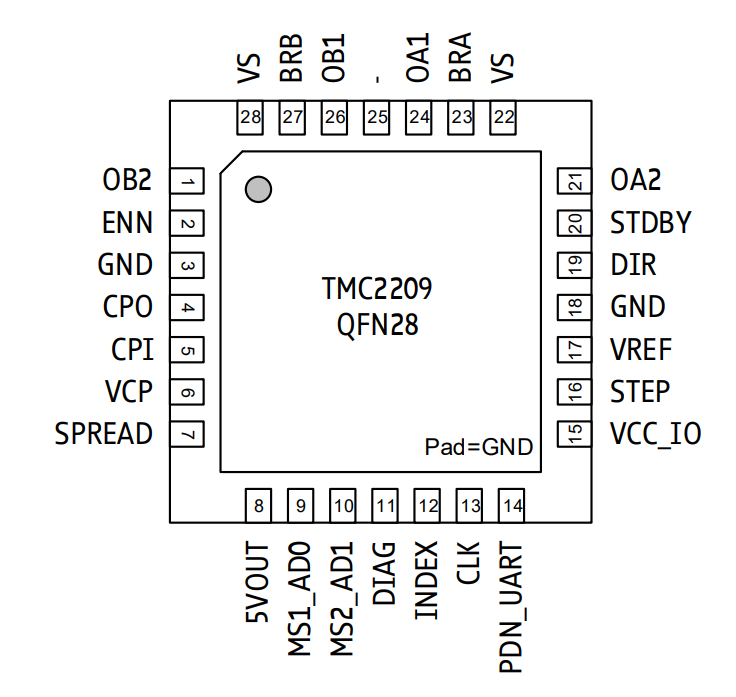 VS BRB OB1 - OA1 BRA VS
28 27 26 25 24 23 22
OB2 1 21 OA2
ENN 2 20 STDBY
GND 3 19 DIR
CPO 4 18 GND
CPI 5 17 VREF
VCP 6 16 STEP
SPREAD 7 15 VCC_IO
TMC2209
QFN28
Pad=GND
8 9 10 11 12 13 14
5VOUT MS1_AD0 MS2_AD1 DIAG INDEX CLK PDN_UART